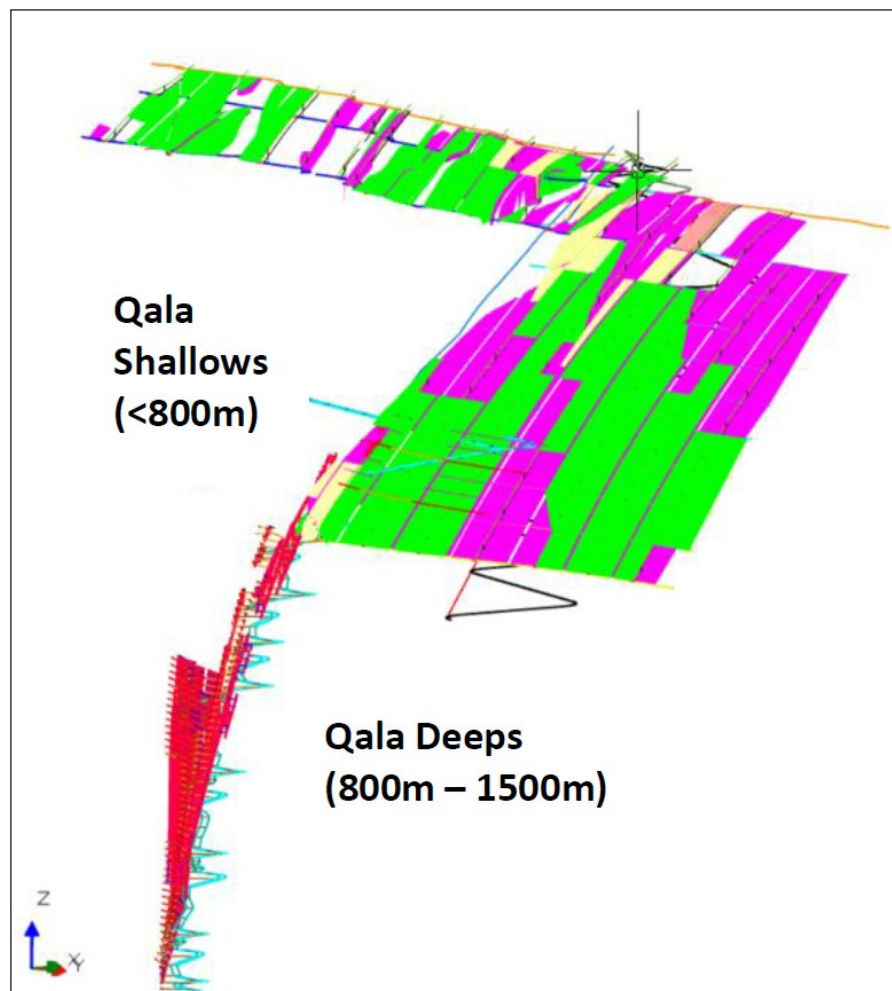 Qala
Shallows
(<800m)
Qala Deeps
(800m – 1500m)
Z
X
Y